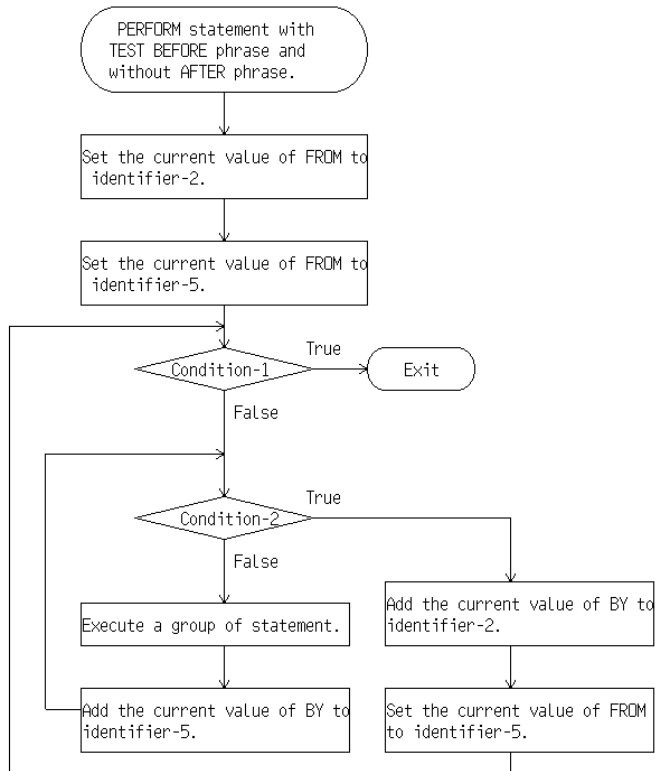 PERFORM statement with
TEST BEFORE phrase and
without AFTER phrase.
Set the current value of FROM to
identifier-2.
Set the current value of FROM to
identifier-5.
True
Condition-1
Exit
False
True
Condition-2
False
Execute a group of statement.
Add the current value of BY to
identifier-2.
Add the current value of BY to
identifier-5.
Set the current value of FROM
to identifier-5.